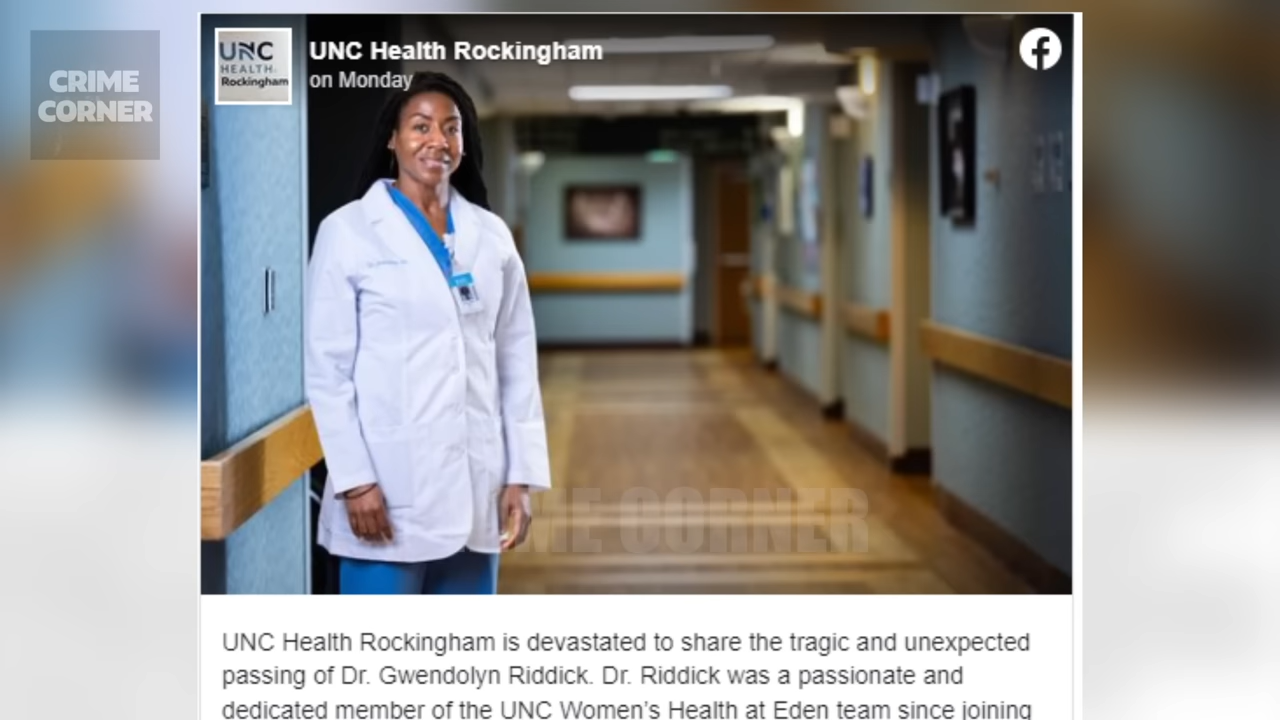 CRIME
CORNER
UNC
HEALTH
Rockingham
UNC Health Rockingham
on Monday
CRIME CORNER
UNC Health Rockingham is devastated to share the tragic and unexpected
passing of Dr. Gwendolyn Riddick. Dr. Riddick was a passionate and
dedicated member of the UNC Women’s Health at Eden team since joining